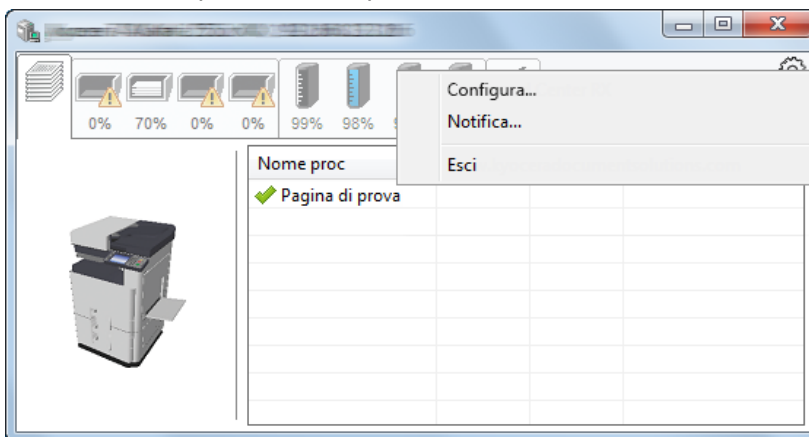 Configura...
0% 70% 0% 0% 99% 98%
Notifica...
Nome proc
Esci
Pagina di prova